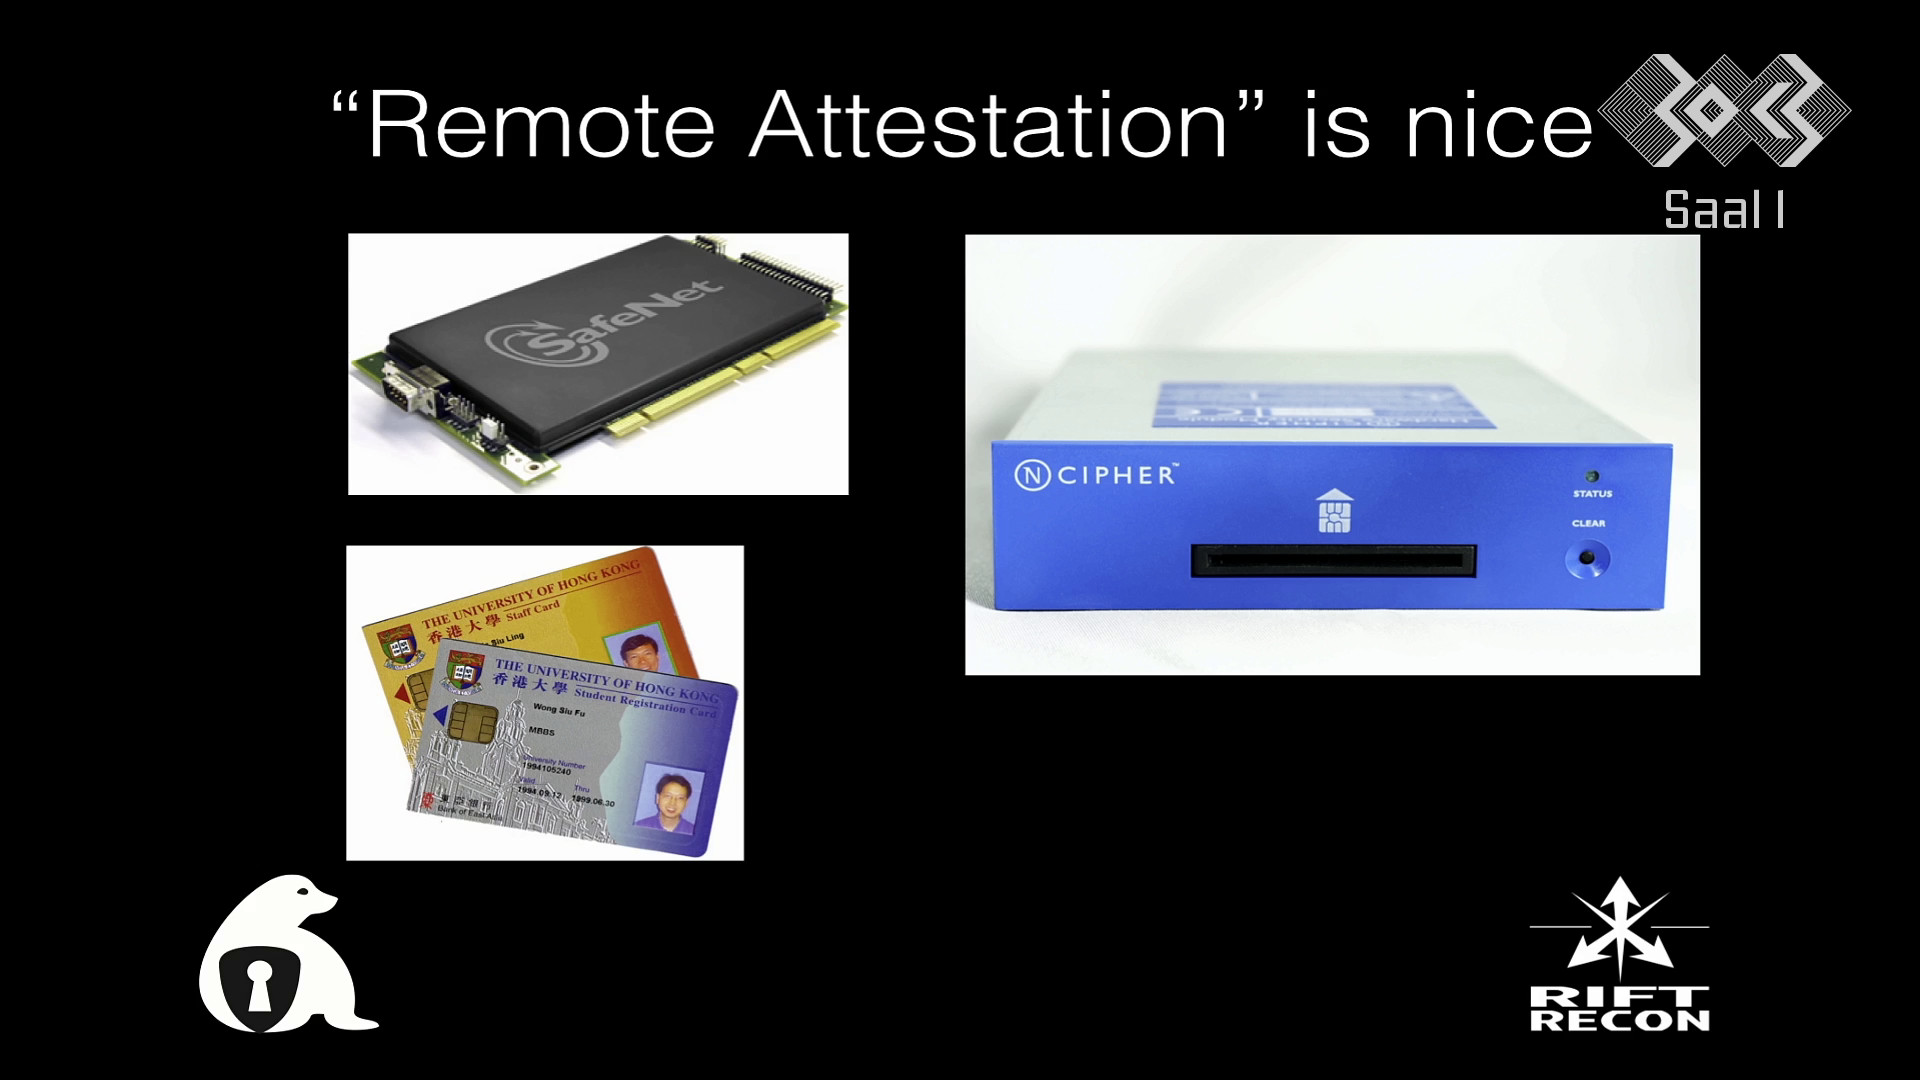 “Remote Attestation” is nice
Saal 1
SafeNet
NCIPHER™
STATUS
CLEAR
THE UNIVERSITY OF HONG KONG
香港大學 Staff Card
Siu Ling
THE UNIVERSITY OF HONG KONG
香港大學 Student Registration Card
Wong Siu Fu
MBBS
University Number
1994105240
Valid Thru
1994.09.12 1999.06.30
Bank of East Asia
RIFT
RECON